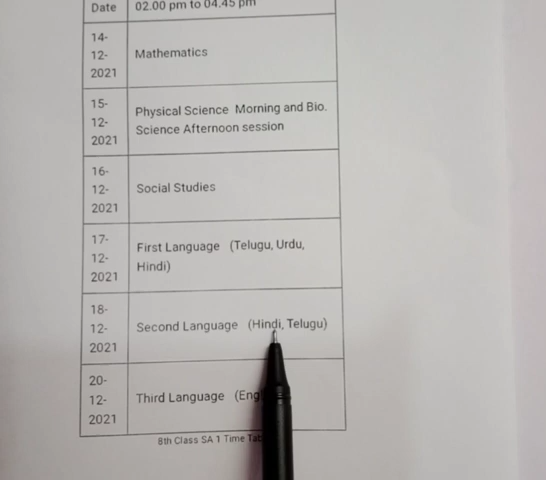 Date 02.00 pm to 04.45 pm
14-
12- Mathematics
2021
15-
Physical Science Morning and Bio.
12-
Science Afternoon session
2021
16-
12- Social Studies
2021
17-
First Language (Telugu, Urdu,
12-
Hindi)
2021
18-
12- Second Language (Hindi, Telugu)
2021
20-
12- Third Language (Eng
2021
8th Class SA 1 Time